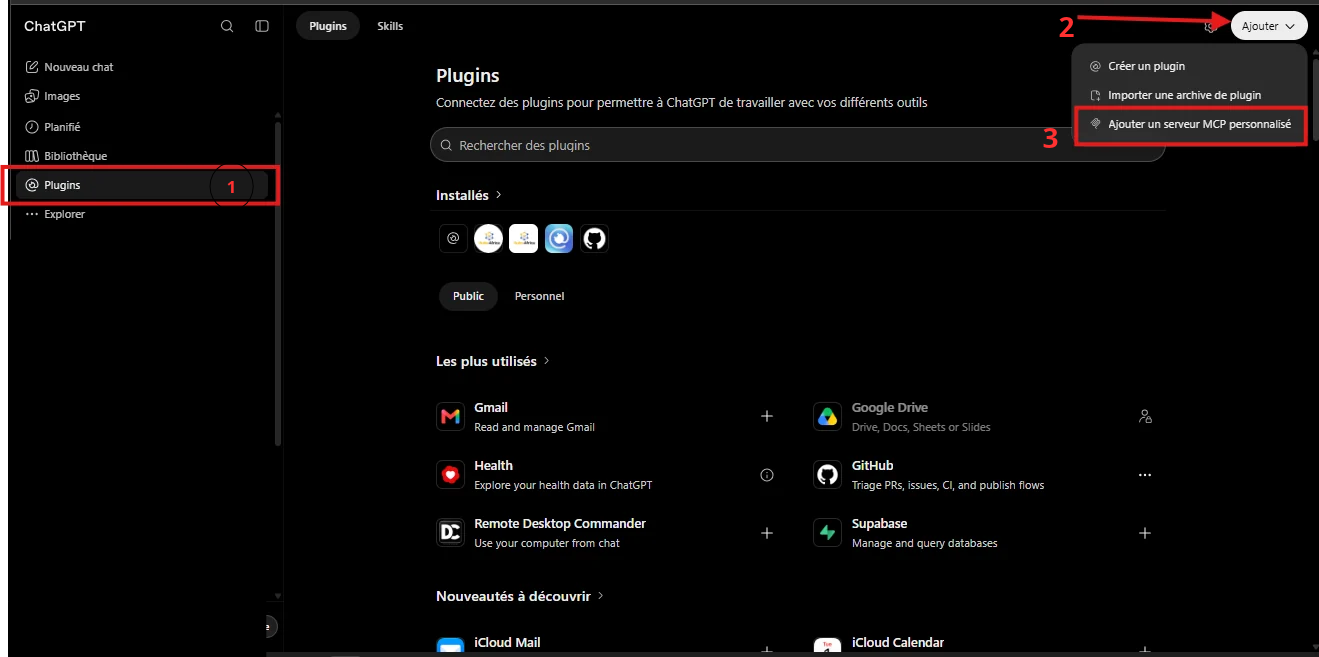 ChatGPT
Nouveau chat
Images
Planifié
Bibliothèque
Plugins
1
Explorer
Plugins
Skills
2
Ajouter
Créer un plugin
Importer une archive de plugin
3
Ajouter un serveur MCP personnalisé
Plugins
Connectez des plugins pour permettre à ChatGPT de travailler avec vos différents outils
Rechercher des plugins
Installés
Public
Personnel
Les plus utilisés
Gmail
Read and manage Gmail
Google Drive
Drive, Docs, Sheets or Slides
Health
Explore your health data in ChatGPT
GitHub
Triage PRs, issues, CI, and publish flows
DC
Remote Desktop Commander
Use your computer from chat
Supabase
Manage and query databases
Nouveautés à découvrir
iCloud Mail
iCloud Calendar